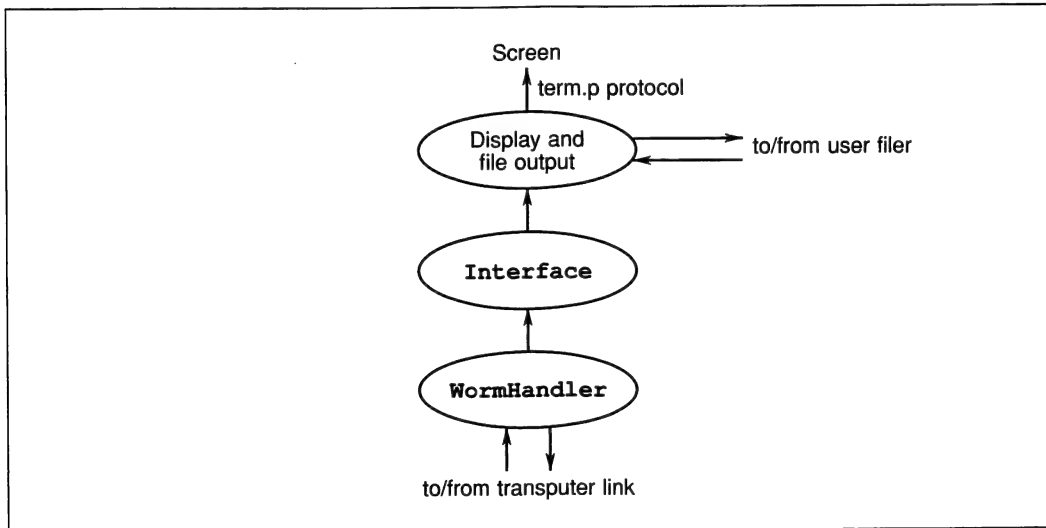 Screen
term.p protocol
Display and
file output
to/from user filer
Interface
WormHandler
to/from transputer link